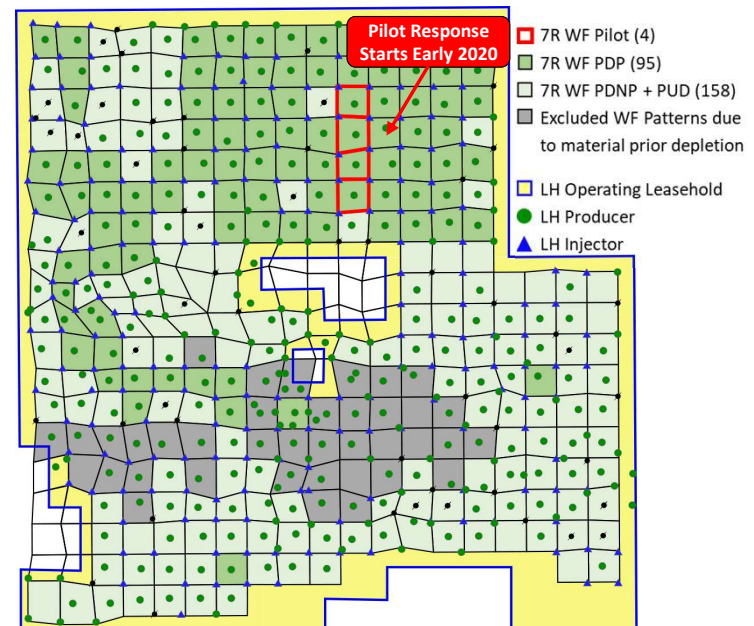 Pilot Response
Starts Early 2020
7R WF Pilot (4)
7R WF PDP (95)
7R WF PDNP + PUD (158)
Excluded WF Patterns due
to material prior depletion
LH Operating Leasehold
LH Producer
LH Injector